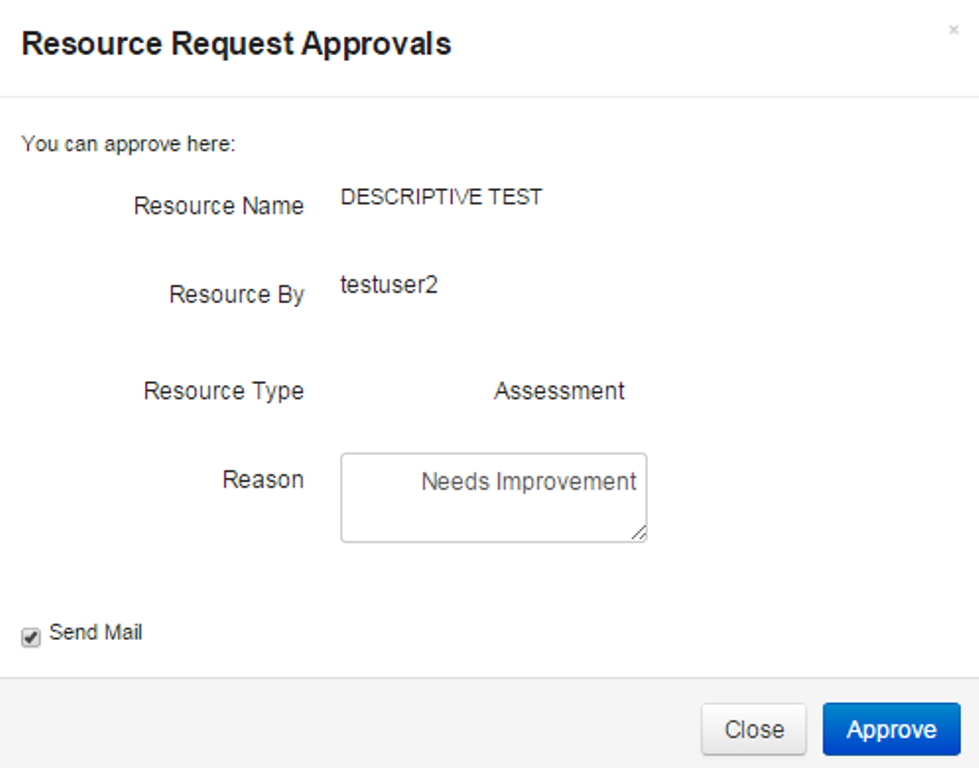 Resource Request Approvals
×
You can approve here:
Resource Name DESCRIPTIVE TEST
Resource By testuser2
Resource Type Assessment
Reason Needs Improvement
Send Mail
Close Approve